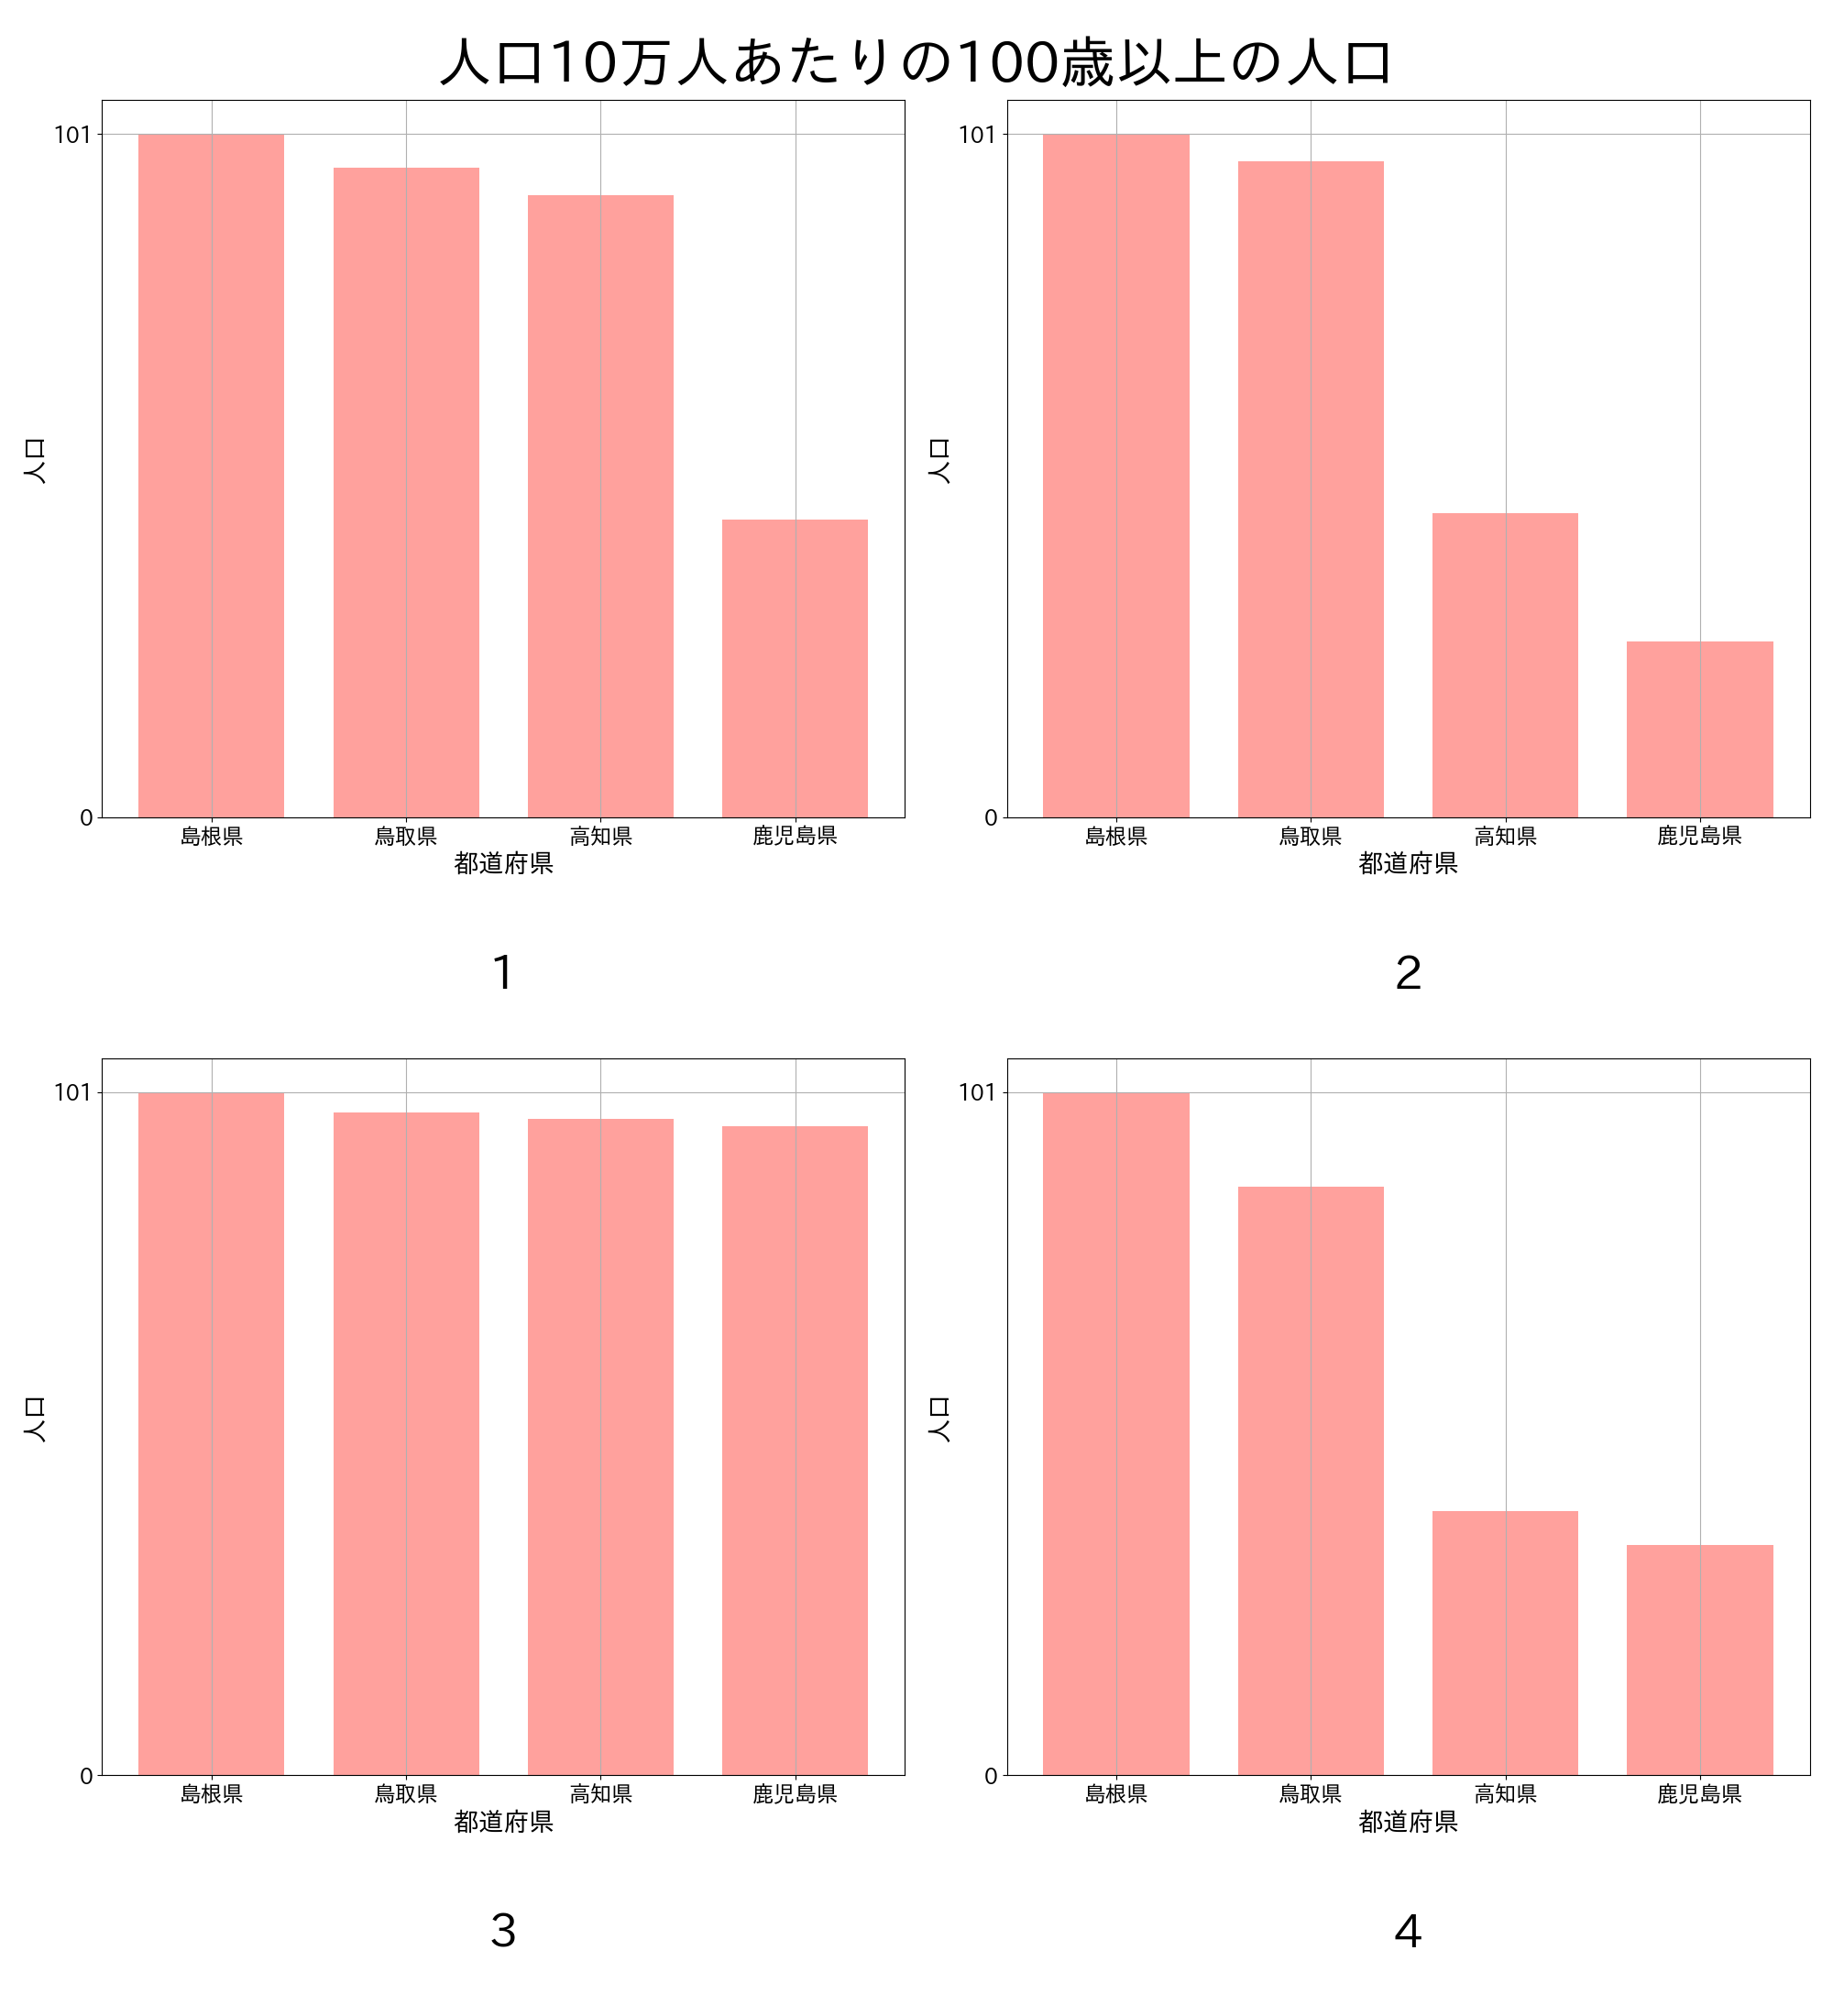 人口10万人あたりの100歳以上の人口
101
0
人口
島根県 鳥取県 高知県 鹿児島県
都道府県
1
101
0
人口
島根県 鳥取県 高知県 鹿児島県
都道府県
2
101
0
人口
島根県 鳥取県 高知県 鹿児島県
都道府県
3
101
0
人口
島根県 鳥取県 高知県 鹿児島県
都道府県
4